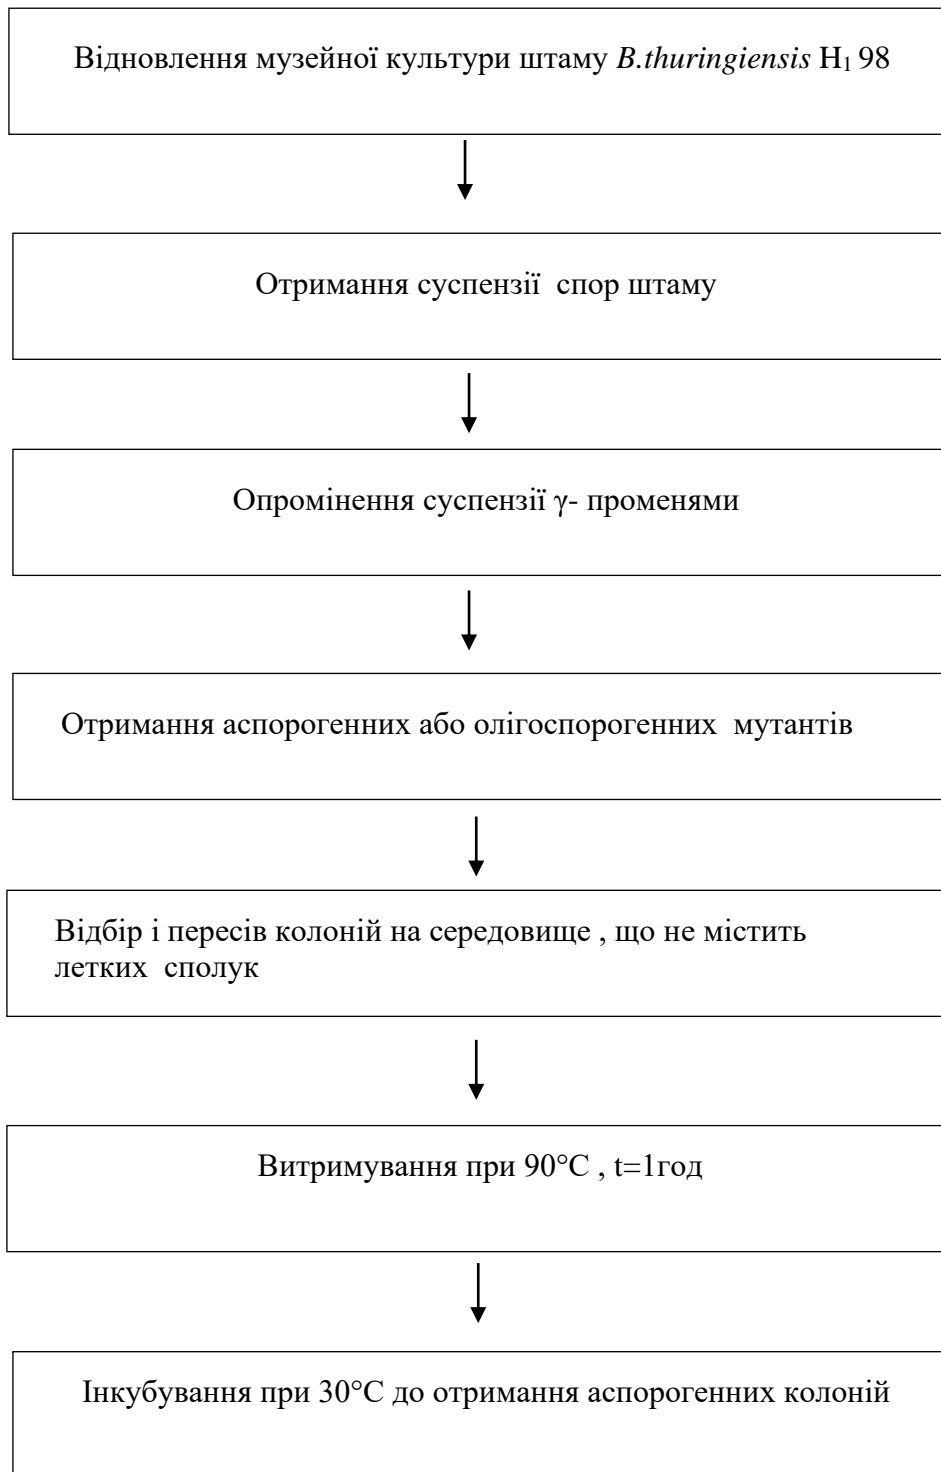 Відновлення музейної культури штаму B.thuringiensis H₁ 98
Отримання суспензії спор штаму
Опромінення суспензії γ- променями
Отримання аспорогенних або олігоспорогенних мутантів
Відбір і пересів колоній на середовище , що не містить
летких сполук
Витримування при 90°C , t=1год
Інкубування при 30°C до отримання аспорогенних колоній